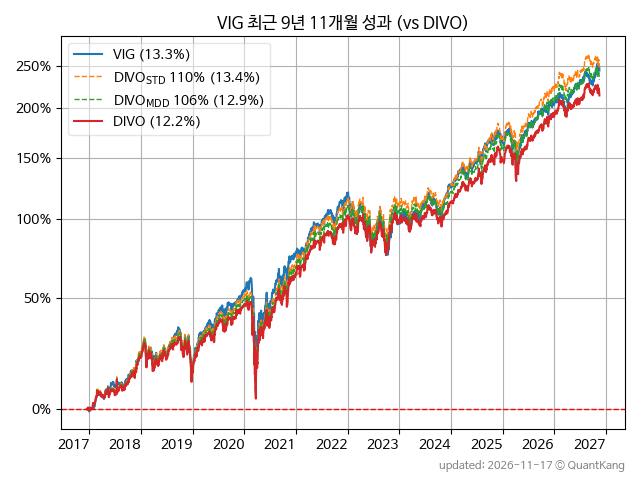 VIG 최근 9년 11개월 성과 (vs DIVO)
VIG (13.3%)
DIVO_STD 110% (13.4%)
DIVO_MDD 106% (12.9%)
DIVO (12.2%)
250%
200%
150%
100%
50%
0%
2017 2018 2019 2020 2021 2022 2023 2024 2025 2026 2027
updated: 2026-11-17 © QuantKang